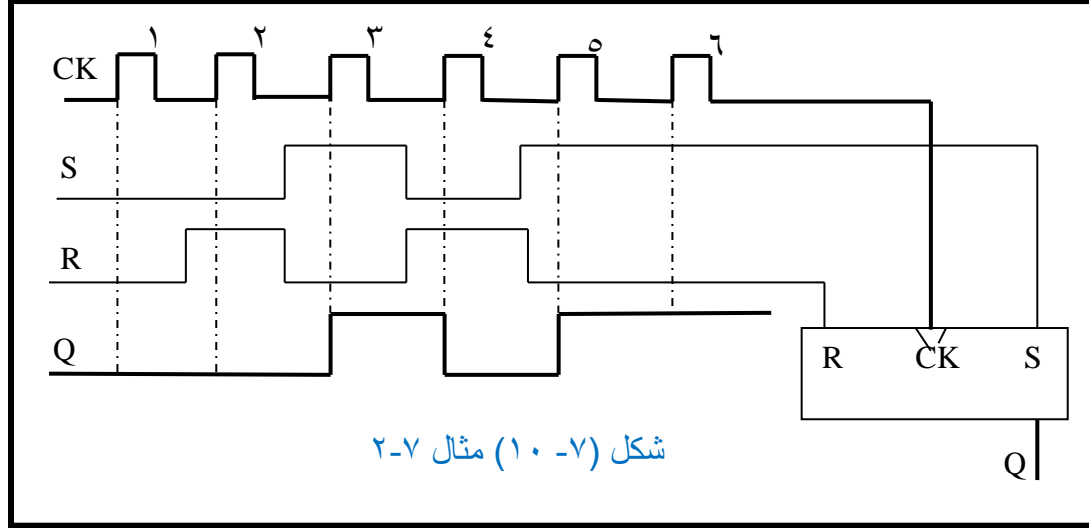 ١ ٢ ٣ ٤ ٥ ٦
CK
S
R
Q
R CK S
شكل (٧- ١٠) مثال ٧-٢
Q